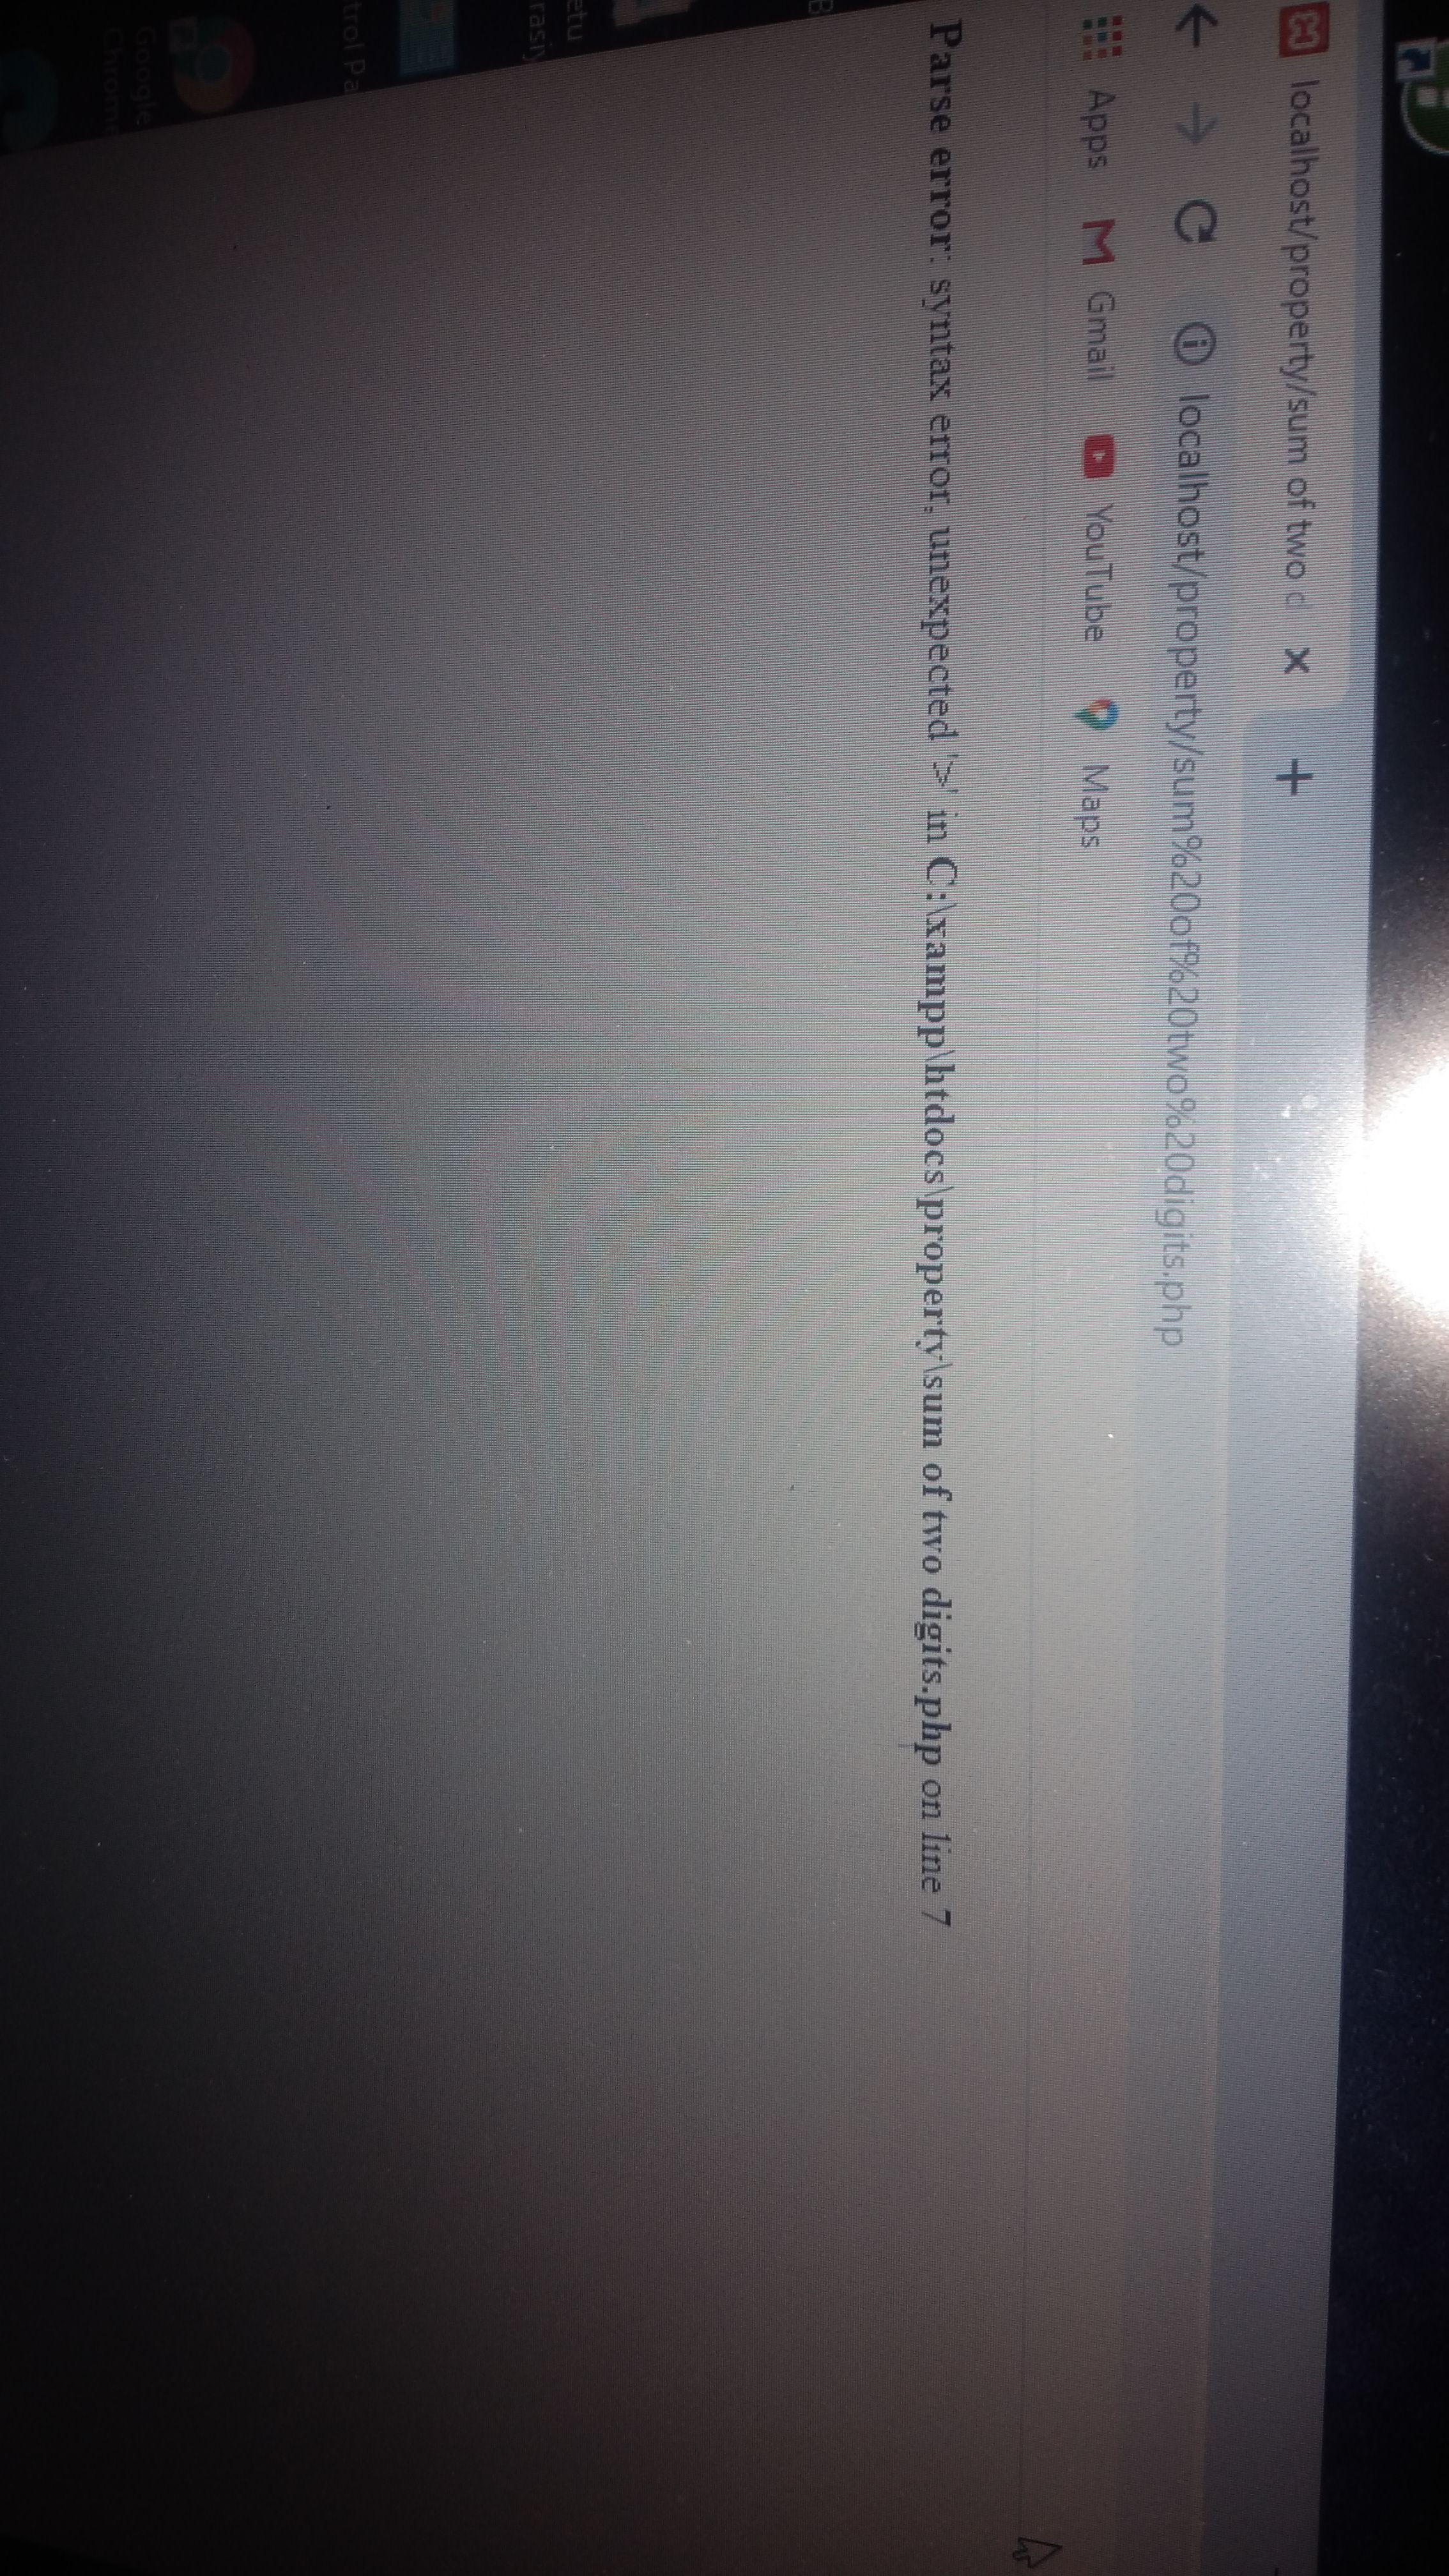 localhost/property/sum of two d
localhost/property/sum%20of%20two%20digits.php
Apps Gmail YouTube Maps
Parse error: syntax error, unexpected '>' in C:\xampp\htdocs\property\sum of two digits.php on line 7
B
etu
rasiy
trol Pa
Google
Chrome